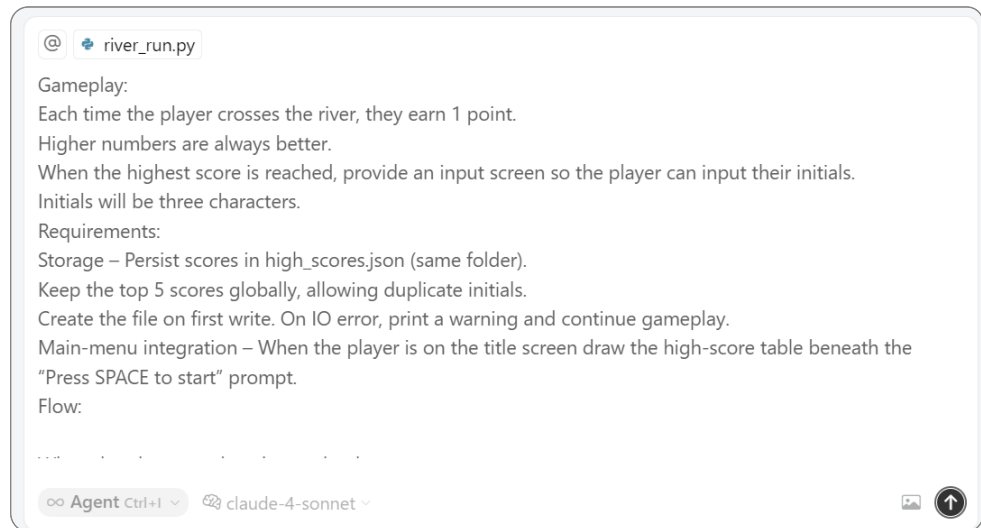 @ river_run.py
Gameplay:
Each time the player crosses the river, they earn 1 point.
Higher numbers are always better.
When the highest score is reached, provide an input screen so the player can input their initials.
Initials will be three characters.
Requirements:
Storage – Persist scores in high_scores.json (same folder).
Keep the top 5 scores globally, allowing duplicate initials.
Create the file on first write. On IO error, print a warning and continue gameplay.
Main-menu integration – When the player is on the title screen draw the high-score table beneath the
“Press SPACE to start” prompt.
Flow:
∞ Agent Ctrl+I claude-4-sonnet